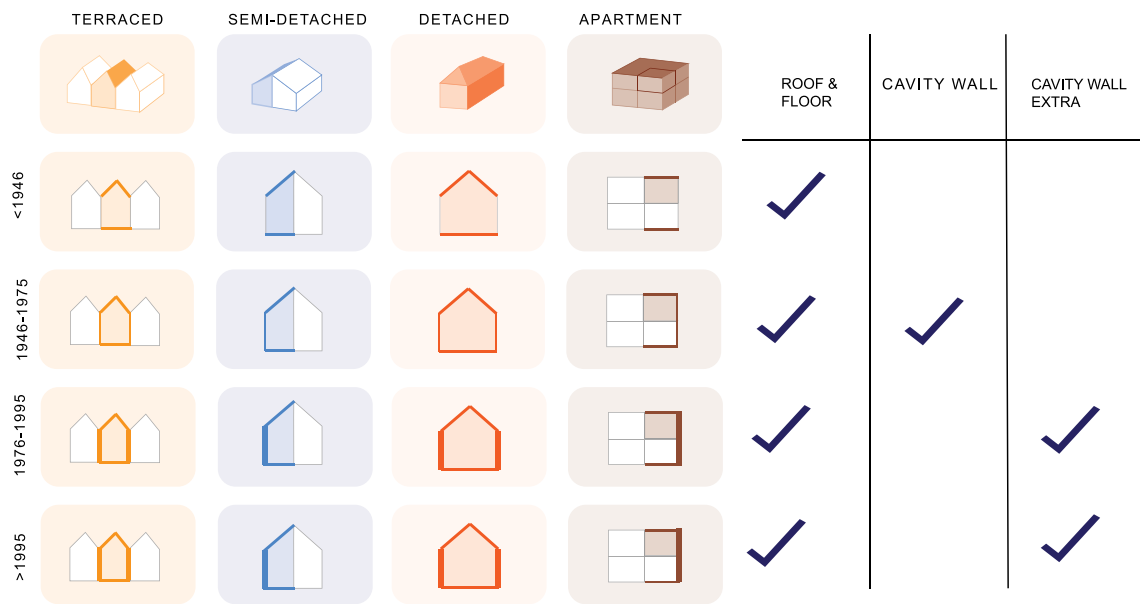 TERRACED
SEMI-DETACHED
DETACHED
APARTMENT
ROOF &
FLOOR
CAVITY WALL
CAVITY WALL
EXTRA
<1946
1946-1975
1976-1995
>1995